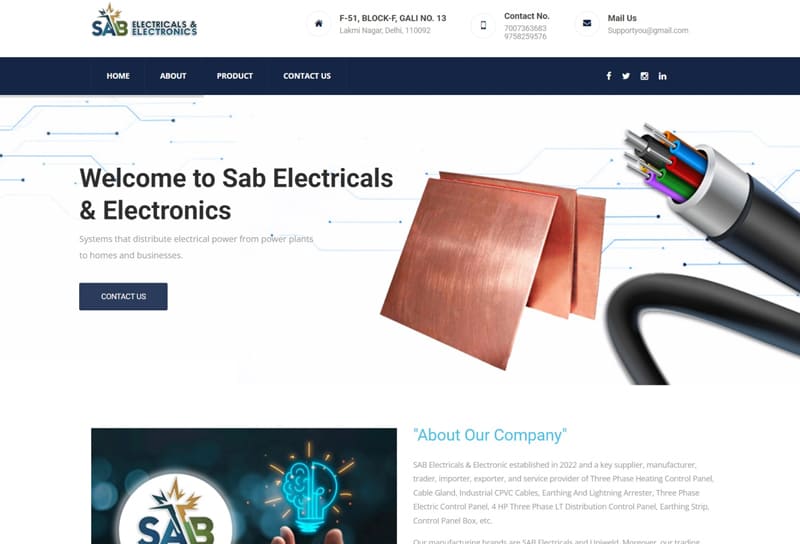 SAB ELECTRICALS &
ELECTRONICS
F-51, BLOCK-F, GALI NO. 13
Lakmi Nagar, Delhi, 110092
Contact No.
7007363683
9758259576
Mail Us
Supportyou@gmail.com
HOME ABOUT PRODUCT CONTACT US
Welcome to Sab Electricals
& Electronics
Systems that distribute electrical power from power plants
to homes and businesses.
CONTACT US
"About Our Company"
SAB Electricals & Electronic established in 2022 and a key supplier, manufacturer,
trader, importer, exporter, and service provider of Three Phase Heating Control Panel,
Cable Gland, Industrial CPVC Cables, Earthing And Lightning Arrester, Three Phase
Electric Control Panel, 4 HP Three Phase LT Distribution Control Panel, Earthing Strip,
Control Panel Box, etc.
Our manufacturing brands are SAB Electricals and Uniweld. Moreover, our trading
SAB